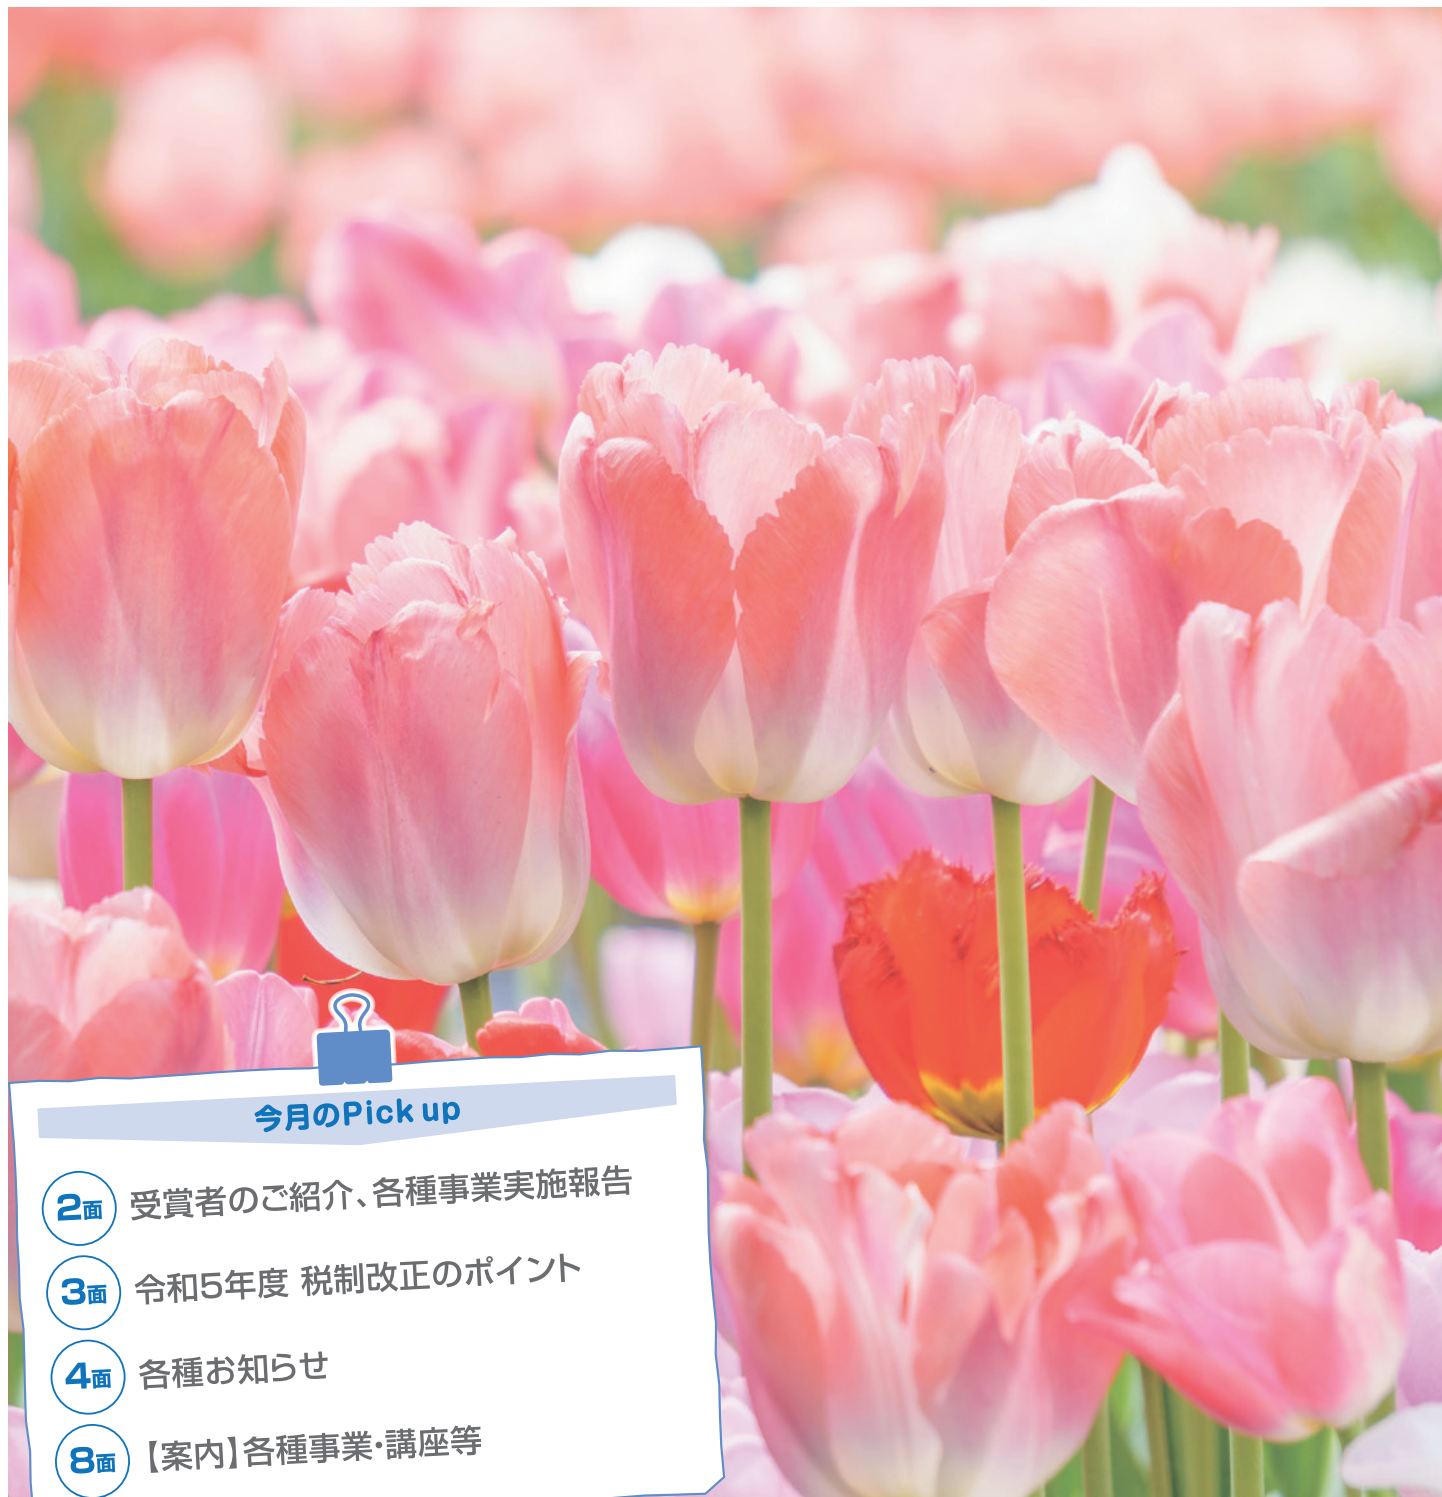 今月のPick up
2面 受賞者のご紹介、各種事業実施報告
3面 令和5年度 税制改正のポイント
4面 各種お知らせ
8面 【案内】各種事業・講座等